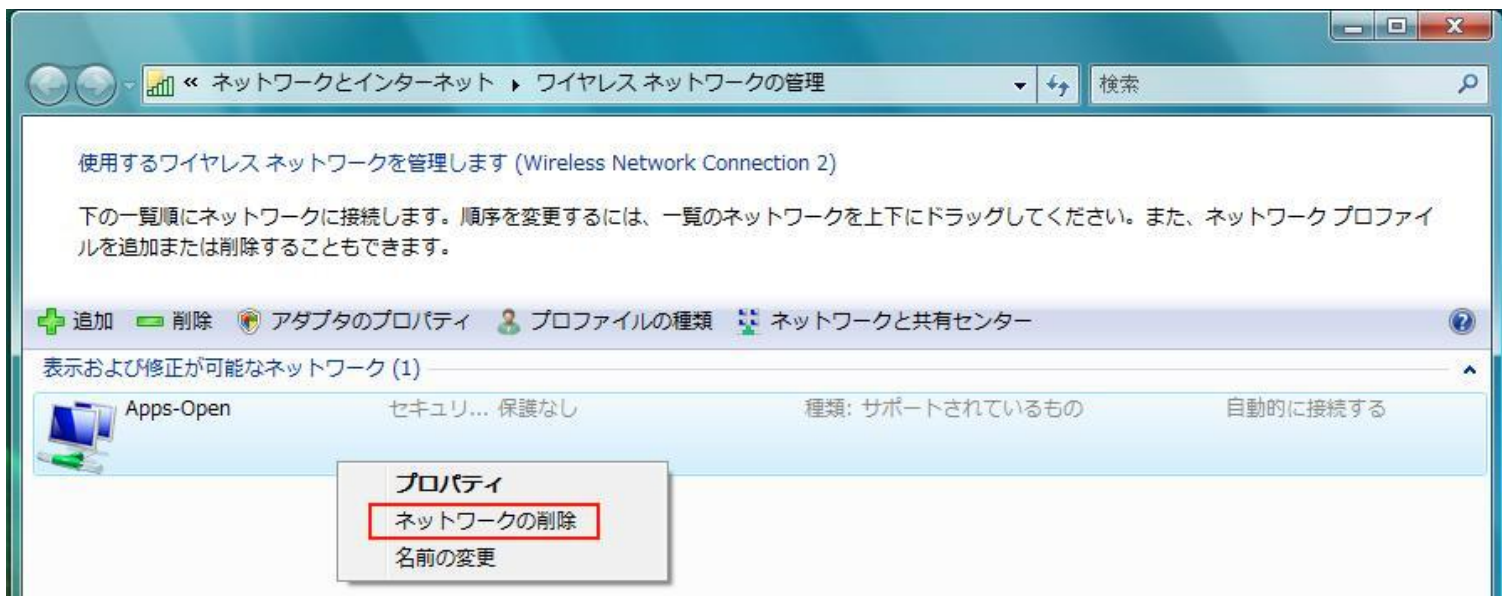 « ネットワークとインターネット ▸ ワイヤレス ネットワークの管理 検索
使用するワイヤレス ネットワークを管理します (Wireless Network Connection 2)
下の一覧順にネットワークに接続します。順序を変更するには、一覧のネットワークを上下にドラッグしてください。また、ネットワーク プロファイ
ルを追加または削除することもできます。
追加 削除 アダプタのプロパティ プロファイルの種類 ネットワークと共有センター
表示および修正が可能なネットワーク (1)
Apps-Open セキュリ... 保護なし 種類: サポートされているもの 自動的に接続する
プロパティ
ネットワークの削除
名前の変更